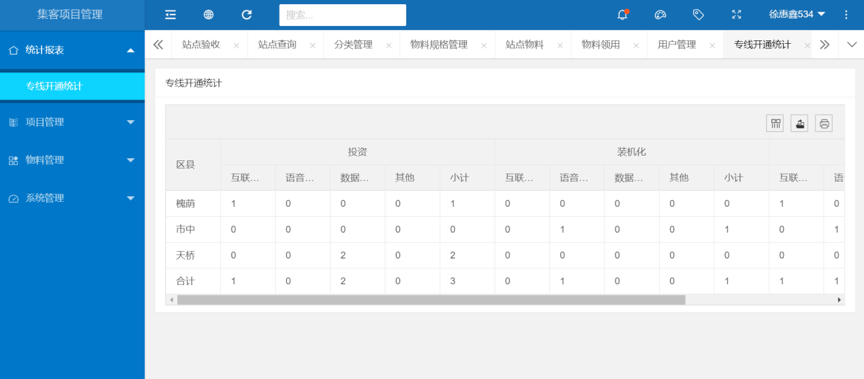 集客项目管理
搜索...
徐惠鑫534
统计报表
专线开通统计
项目管理
物料管理
系统管理
站点验收 × 站点查询 × 分类管理 × 物料规格管理 × 站点物料 × 物料领用 × 用户管理 × 专线开通统计 ×
专线开通统计
区县 投资 装机化
互联... 语音... 数据... 其他 小计 互联... 语音... 数据... 其他 小计 互联... 语
槐荫 1 0 0 0 1 0 0 0 0 0 1 0
市中 0 0 0 0 0 0 1 0 0 1 0 1
天桥 0 0 2 0 2 0 0 0 0 0 0 0
合计 1 0 2 0 3 0 1 0 0 1 1 1